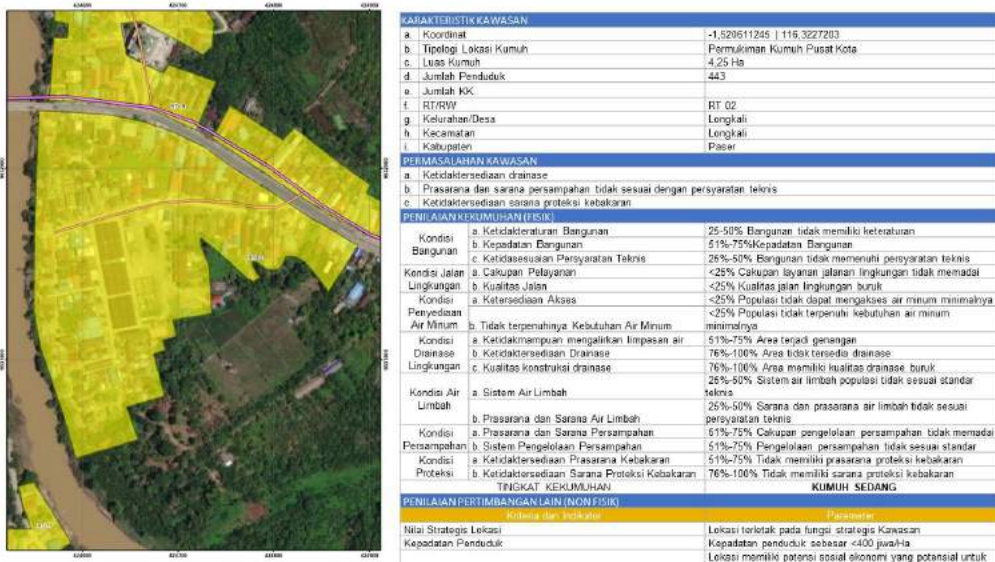 KARAKTERISTIK KAWASAN
a. Koordinat -1,520611245 | 116,3227203
b. Tipologi Lokasi Kumuh Permukiman Kumuh Pusat Kota
c. Luas Kumuh 4,25 Ha
d. Jumlah Penduduk 443
e. Jumlah KK
f. RT/RW RT 02
g. Kelurahan/Desa Longkali
h. Kecamatan Longkali
i. Kabupaten Paser
PERMASALAHAN KAWASAN
a. Ketidaktersediaan drainase
b. Prasarana dan sarana persampahan tidak sesuai dengan persyaratan teknis
c. Ketidaktersediaan sarana proteksi kebakaran
PENILAIAN KEKUMUHAN (FISIK)
Kondisi Bangunan
a. Ketidakteraturan Bangunan 25-50% Bangunan tidak memiliki keteraturan
b. Kepadatan Bangunan 51%-75%Kepadatan Bangunan
c. Ketidasesuaian Persyaratan Teknis 26%-50% Bangunan tidak memenuhi persyaratan teknis
Kondisi Jalan Lingkungan
a. Cakupan Pelayanan <25% Cakupan layanan jalanan lingkungan tidak memadai
b. Kualitas Jalan <25% Kualitas jalan lingkungan buruk
Kondisi Penyediaan Air Minum
a. Ketersediaan Akses <25% Populasi tidak dapat mengakses air minum minimalnya
b. Tidak terpenuhinya Kebutuhan Air Minum <25% Populasi tidak terpenuhi kebutuhan air minum minimalnya
Kondisi Drainase Lingkungan
a. Ketidakmampuan mengalirkan limpasan air 51%-75% Area terjadi genangan
b. Ketidaktersediaan Drainase 76%-100% Area tidak tersedia drainase
c. Kualitas konstruksi drainase 76%-100% Area memiliki kualitas drainase buruk
Kondisi Air Limbah
a. Sistem Air Limbah 25%-50% Sistem air limbah populasi tidak sesuai standar teknis
b. Prasarana dan Sarana Air Limbah 25%-50% Sarana dan prasarana air limbah tidak sesuai persyaratan teknis
Kondisi Persampahan
a. Prasarana dan Sarana Persampahan 51%-75% Cakupan pengelolaan persampahan tidak memadai
b. Sistem Pengelolaan Persampahan 51%-75% Pengelolaan persampahan tidak sesuai standar
Kondisi Proteksi
a. Ketidaktersediaan Prasarana Kebakaran 51%-75% Tidak memiliki prasarana proteksi kebakaran
b. Ketidaktersediaan Sarana Proteksi Kebakaran 76%-100% Tidak memiliki sarana proteksi kebakaran
TINGKAT KEKUMUHAN KUMUH SEDANG
PENILAIAN PERTIMBANGAN LAIN (NON FISIK)
Kriteria dan Indikator Parameter
Nilai Strategis Lokasi Lokasi terletak pada fungsi strategis Kawasan
Kepadatan Penduduk Kepadatan penduduk sebesar <400 jiwa/Ha
Lokasi memiliki potensi sosial ekonomi yang potensial untuk